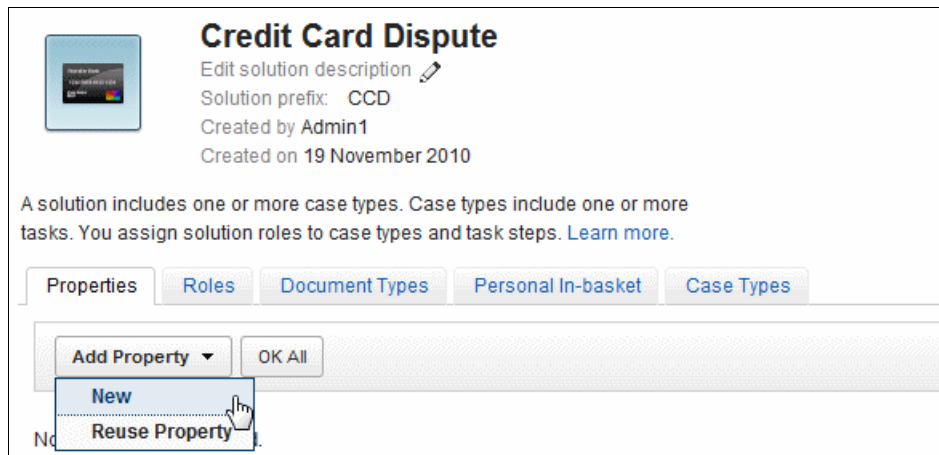 Credit Card Dispute
Edit solution description
Solution prefix: CCD
Created by Admin1
Created on 19 November 2010
A solution includes one or more case types. Case types include one or more
tasks. You assign solution roles to case types and task steps. Learn more.
Properties Roles Document Types Personal In-basket Case Types
Add Property OK All
New
Reuse Property